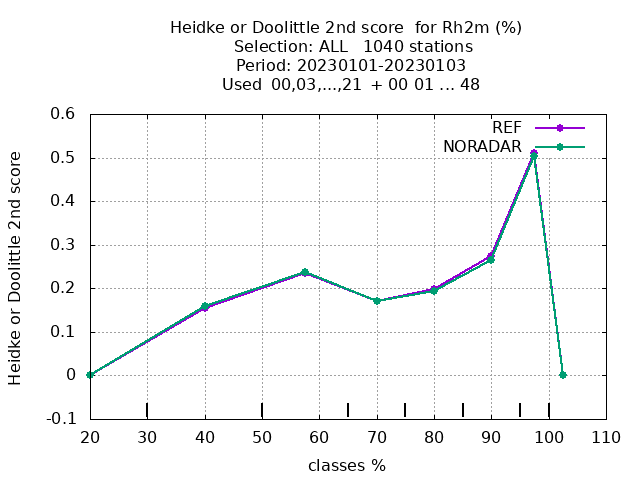 Heidke or Doolittle 2nd score  for Rh2m (%)
Selection: ALL   1040 stations
Period: 20230101-20230103
Used  00,03,...,21  + 00 01 ... 48
REF
NORADAR
0.6
0.5
0.4
0.3
0.2
0.1
0
-0.1
20 30 40 50 60 70 80 90 100 110
Heidke or Doolittle 2nd score
classes %